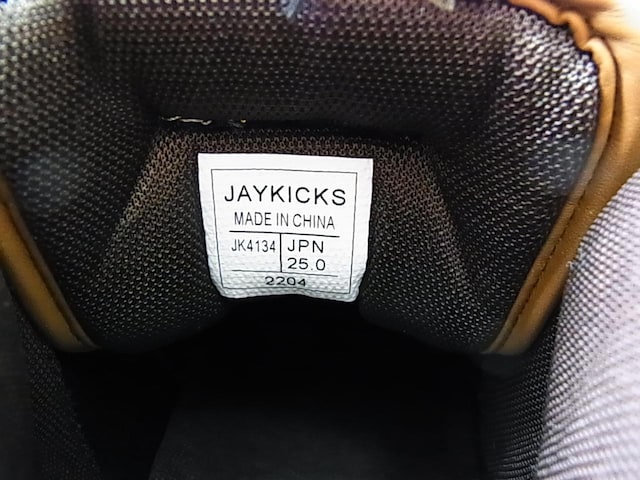 JAYKICKS
MADE IN CHINA
JK4134 JPN
25.0
2204